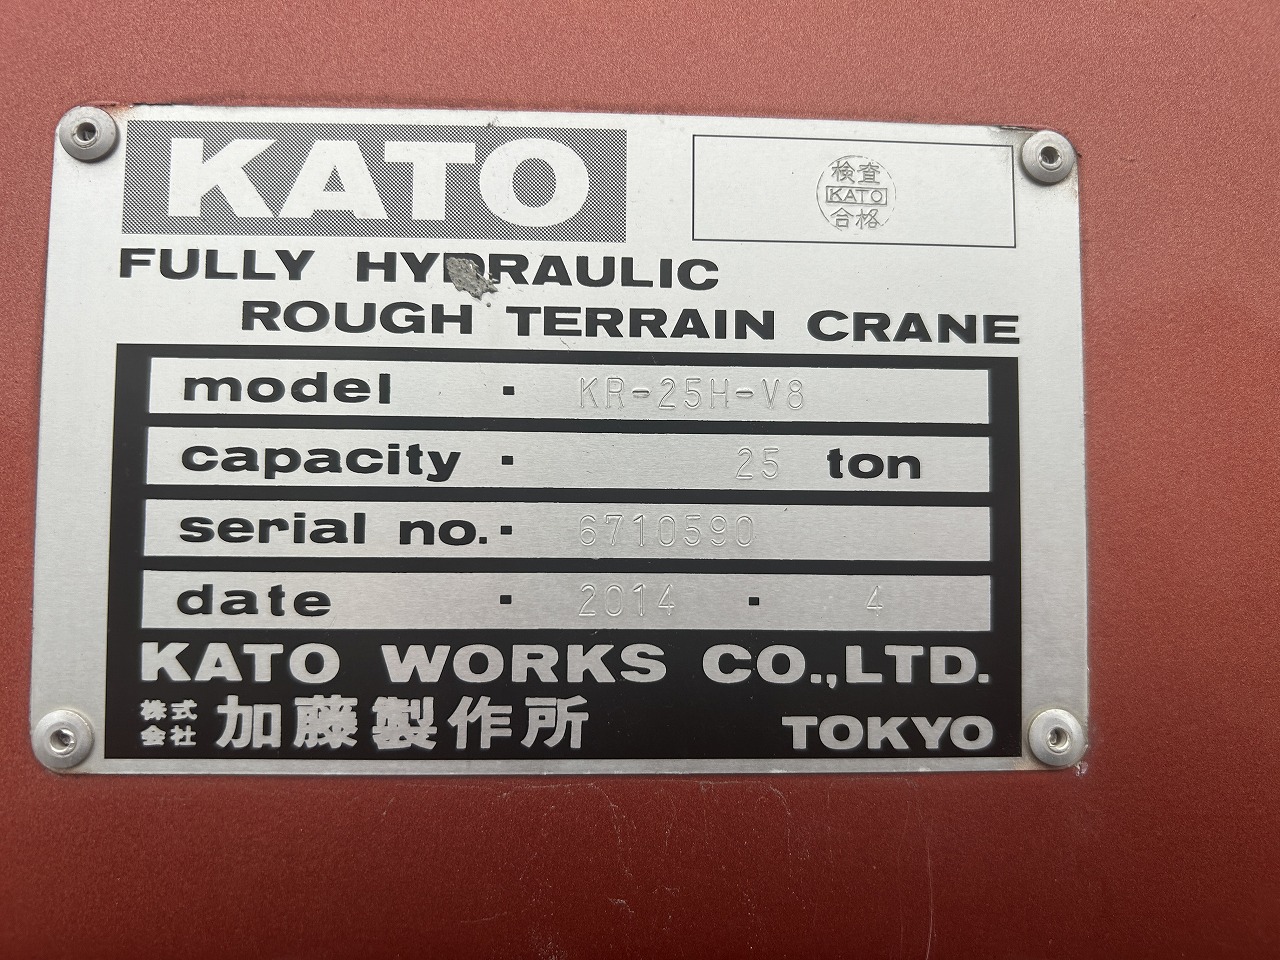 KATO
検査
KATO
合格
FULLY HYDRAULIC
ROUGH TERRAIN CRANE
model · KR-25H-V8
capacity · 25 ton
serial no. · 6710590
date · 2014 · 4
KATO WORKS CO.,LTD.
株式会社 加藤製作所 TOKYO